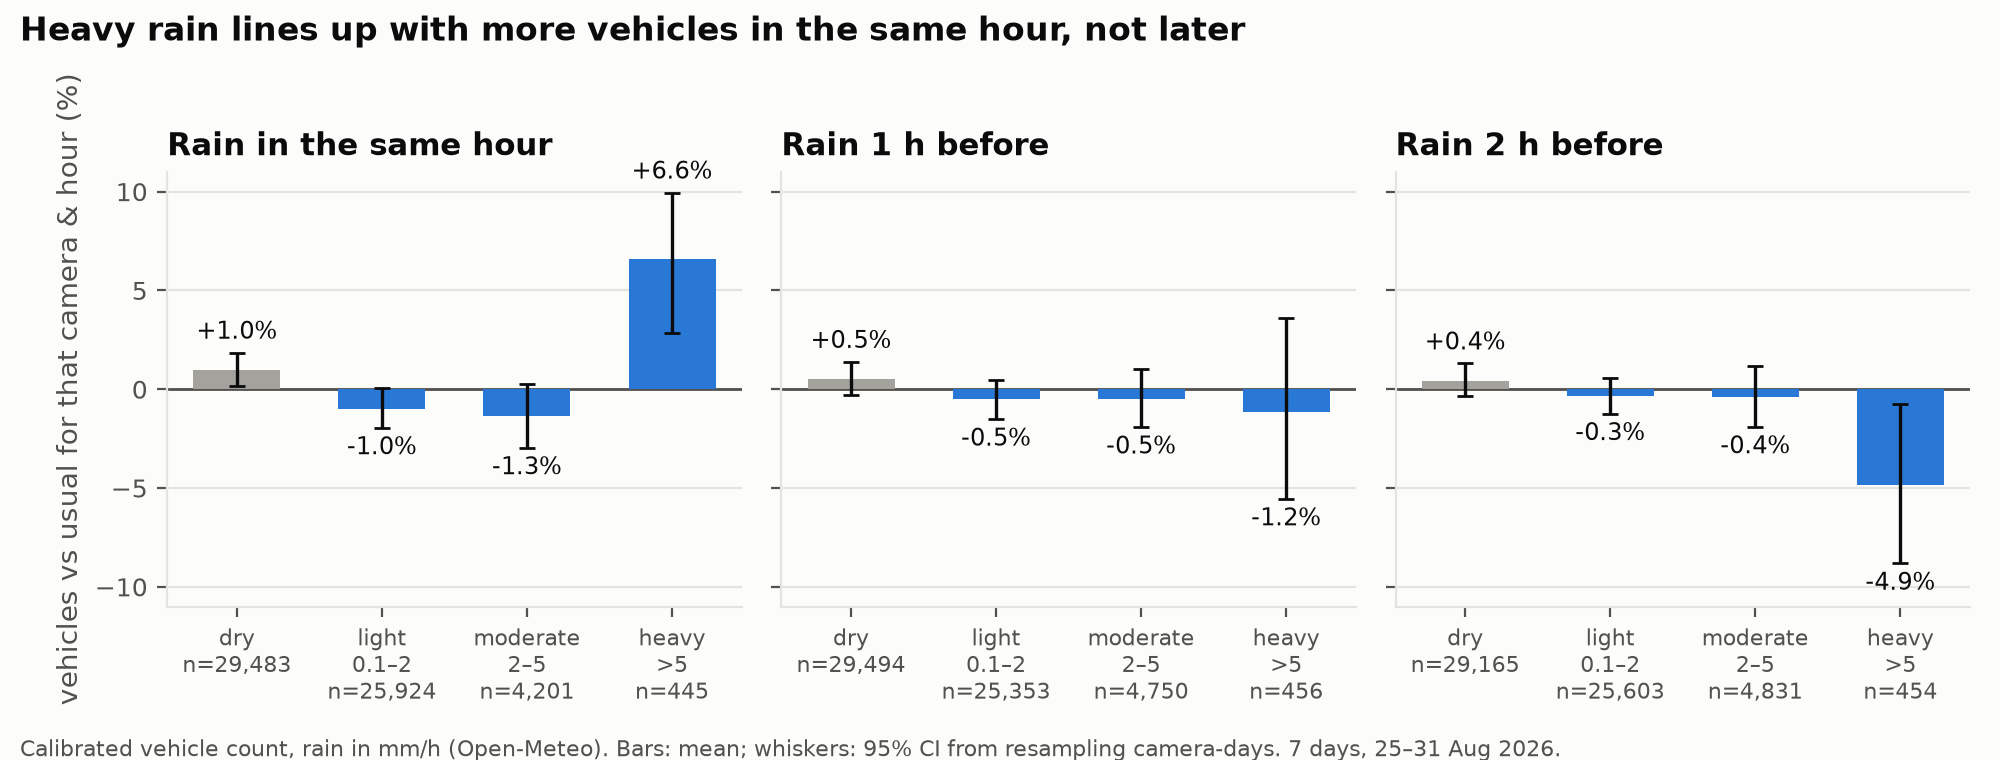 Heavy rain lines up with more vehicles in the same hour, not later
vehicles vs usual for that camera & hour (%)
Rain in the same hour
10
5
0
−5
−10
+1.0%
-1.0%
-1.3%
+6.6%
dry
n=29,483
light
0.1–2
n=25,924
moderate
2–5
n=4,201
heavy
>5
n=445
Rain 1 h before
+0.5%
-0.5%
-0.5%
-1.2%
dry
n=29,494
light
0.1–2
n=25,353
moderate
2–5
n=4,750
heavy
>5
n=456
Rain 2 h before
+0.4%
-0.3%
-0.4%
-4.9%
dry
n=29,165
light
0.1–2
n=25,603
moderate
2–5
n=4,831
heavy
>5
n=454
Calibrated vehicle count, rain in mm/h (Open-Meteo). Bars: mean; whiskers: 95% CI from resampling camera-days. 7 days, 25–31 Aug 2026.